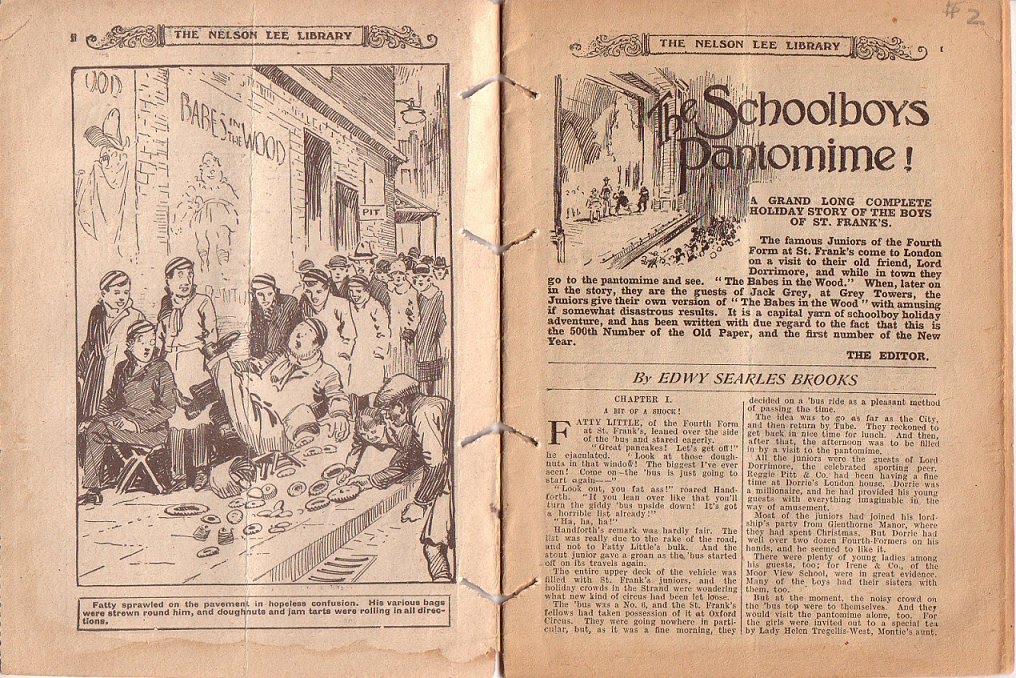 THE NELSON LEE LIBRARY
OOD
BABES IN THE WOOD
PIT
PANTO
Fatty sprawled on the pavement in hopeless confusion. His various bags
were strewn round him, and doughnuts and jam tarts were rolling in all direc-
tions.
#2
THE NELSON LEE LIBRARY
The Schoolboys
Pantomime!
A GRAND LONG COMPLETE
HOLIDAY STORY OF THE BOYS
OF ST. FRANK'S.
The famous Juniors of the Fourth
Form at St. Frank's come to London
on a visit to their old friend, Lord
Dorrimore, and while in town they
go to the pantomime and see. "The Babes in the Wood." When, later on
in the story, they are the guests of Jack Grey, at Grey Towers, the
Juniors give their own version of "The Babes in the Wood" with amusing
if somewhat disastrous results. It is a capital yarn of schoolboy holiday
adventure, and has been written with due regard to the fact that this is
the 500th Number of the Old Paper, and the first number of the New
Year.
THE EDITOR.
By EDWY SEARLES BROOKS
CHAPTER I.
A BIT OF A SHOCK!
FATTY LITTLE, of the Fourth Form
at St. Frank's, leaned over the side
of the 'bus and stared eagerly.
"Great pancakes! Let's get off!"
he ejaculated. "Look at those dough-
nuts in that window! The biggest I've ever
seen! Come on—the 'bus is just going to
start again——"
"Look out, you fat ass!" roared Hand-
forth. "If you lean over like that you'll
turn the giddy 'bus upside down! It's got
a horrible list already!"
"Ha, ha, ha!"
Handforth's remark was hardly fair. The
list was really due to the rake of the road,
and not to Fatty Little's bulk. And the
stout junior gave a groan as the 'bus started
off on its travels again.
The entire upper deck of the vehicle was
filled with St. Frank's juniors, and the
holiday crowds in the Strand were wondering
what new kind of circus had been let loose.
The 'bus was a No. 6, and the St. Frank's
fellows had taken possession of it at Oxford
Circus. They were going nowhere in parti-
cular, but, as it was a fine morning, they
decided on a 'bus ride as a pleasant method
of passing the time.
The idea was to go as far as the City,
and then return by Tube. They reckoned to
get back in nice time for lunch. And then,
after that, the afternoon was to be filled
in by a visit to the pantomime.
All the juniors were the guests of Lord
Dorrimore, the celebrated sporting peer.
Reggie Pitt & Co. had been having a fine
time at Dorrie's London house. Dorrie was
a millionaire, and he had provided his young
guests with everything imaginable in the
way of amusement.
Most of the juniors had joined his lord-
ship's party from Glenthorne Manor, where
they had spent Christmas. But Dorrie had
well over two dozen Fourth-Formers on his
hands, and he seemed to like it.
There were plenty of young ladies among
his guests, too; for Irene & Co., of the
Moor View School, were in great evidence.
Many of the boys had their sisters with
them, too.
But at the moment, the noisy crowd on
the 'bus top were to themselves. And they
would visit the pantomime alone, too. For
the girls were invited out to a special tea
by Lady Helen Tregellis-West, Montie's aunt.